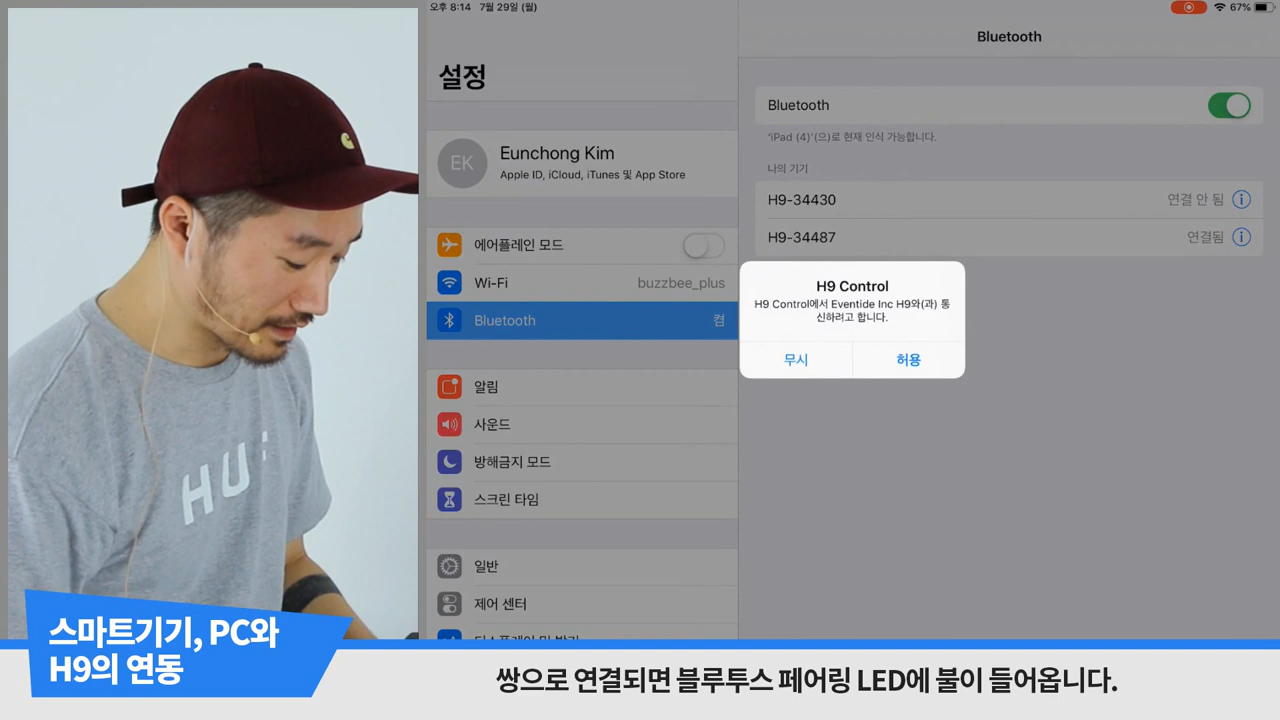 오후 8:14 7월 29일 (월)
67%
설정
EK
Eunchong Kim
Apple ID, iCloud, iTunes 및 App Store
에어플레인 모드
Wi-Fi
buzzbee_plus
Bluetooth
켬
알림
사운드
방해금지 모드
스크린 타임
일반
제어 센터
디스플레이 및 밝기
Bluetooth
Bluetooth
'iPad (4)'(으)로 현재 인식 가능합니다.
나의 기기
H9-34430
연결 안 됨
H9-34487
연결됨
H9 Control
H9 Control에서 Eventide Inc H9와(과) 통
신하려고 합니다.
무시
허용
HU
스마트기기, PC와
H9의 연동
쌍으로 연결되면 블루투스 페어링 LED에 불이 들어옵니다.